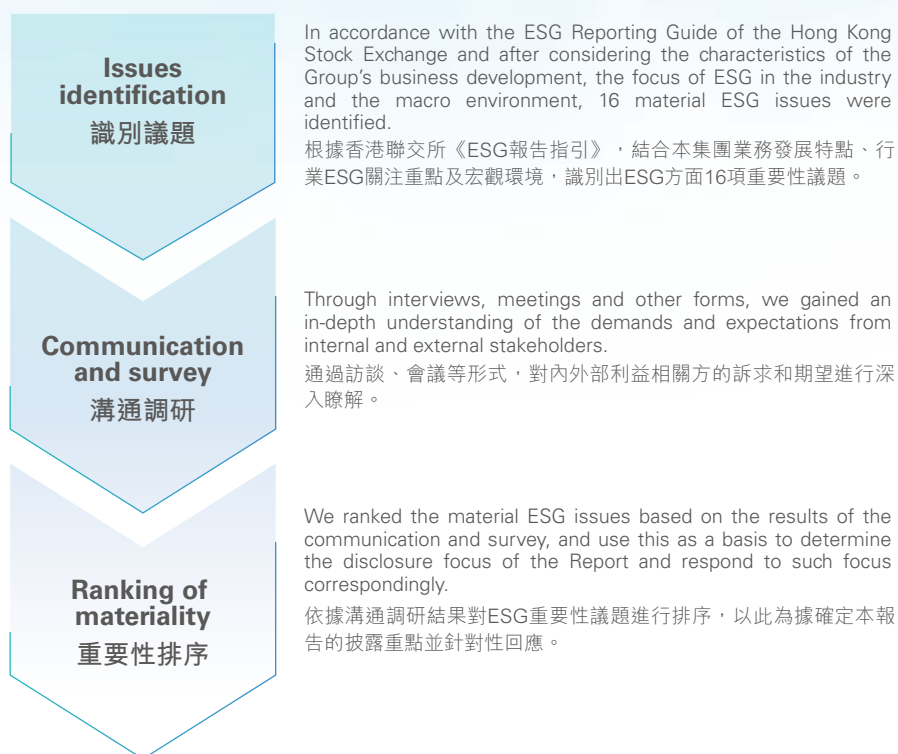 Issues
identification
識別議題
In accordance with the ESG Reporting Guide of the Hong Kong
Stock Exchange and after considering the characteristics of the
Group's business development, the focus of ESG in the industry
and the macro environment, 16 material ESG issues were
identified.
根據香港聯交所《ESG報告指引》，結合本集團業務發展特點、行
業ESG關注重點及宏觀環境，識別出ESG方面16項重要性議題。
Communication
and survey
溝通調研
Through interviews, meetings and other forms, we gained an
in-depth understanding of the demands and expectations from
internal and external stakeholders.
通過訪談、會議等形式，對內外部利益相關方的訴求和期望進行深
入瞭解。
Ranking of
materiality
重要性排序
We ranked the material ESG issues based on the results of the
communication and survey, and use this as a basis to determine
the disclosure focus of the Report and respond to such focus
correspondingly.
依據溝通調研結果對ESG重要性議題進行排序，以此為據確定本報
告的披露重點並針對性回應。